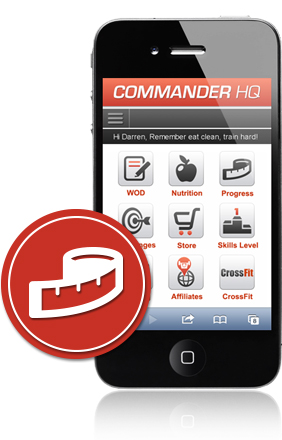 COMMANDER HQ
Hi Darren, Remember eat clean, train hard!
WOD Nutrition Progress
1
nges Store Skills Level
CrossFit
Affiliates CrossFit